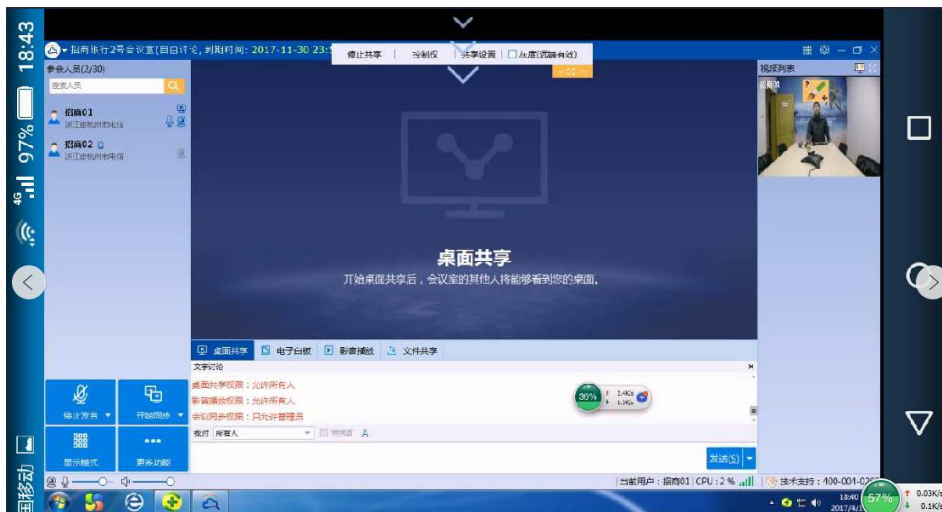 18:43
97%
4G
国移动
招商银行2号会议室(自由讨论, 到期时间: 2017-11-30 23:5
停止共享
控制权
共享设置
灰度(远端有效)
参会人员(2/30)
搜索人员
招商01
浙江省杭州市电信
招商02
浙江省杭州市电信
视频列表
招商01
桌面共享
开始桌面共享后，会议室的其他人将能够看到您的桌面,
桌面共享
电子白板
影音播放
文件共享
文字讨论
桌面共享权限：允许所有人
影音播放权限：允许所有人
会议同步权限：只允许管理员
我对 所有人
悄悄话
发送(S)
停止发言
开始同步
显示模式
更多功能
30%
2.4K/s
当前用户：招商01
CPU：2 %
技术支持：400-001-02
18:40
2017/4/1
57%
0.03K/s
0.1K/s